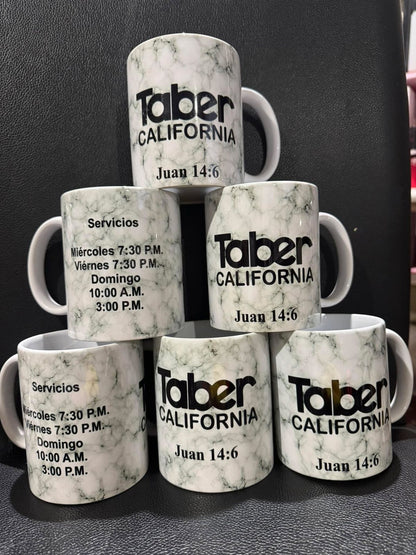 Taber
CALIFORNIA
Juan 14:6
Servicios
Miércoles 7:30 P.M.
Viérnes 7:30 P.M.
Domingo
10:00 A.M.
3:00 P.M.
Taber
CALIFORNIA
Juan 14:6
Servicios
Miércoles 7:30 P.M.
Viérnes 7:30 P.M.
Domingo
10:00 A.M.
3:00 P.M.
Taber
CALIFORNIA
Juan 14:6
Taber
CALIFORNIA
Juan 14:6